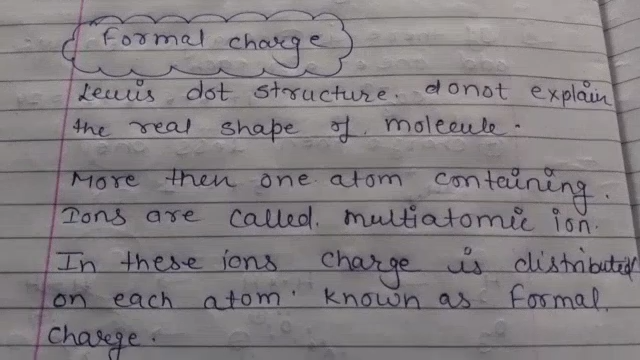 Formal charge
Lewis dot structure. donot explain
the real shape of molecule.
More then one atom containing.
Ions are called. multiatomic ion.
In these ions charge is distributed
on each atom. known as formal.
charge.